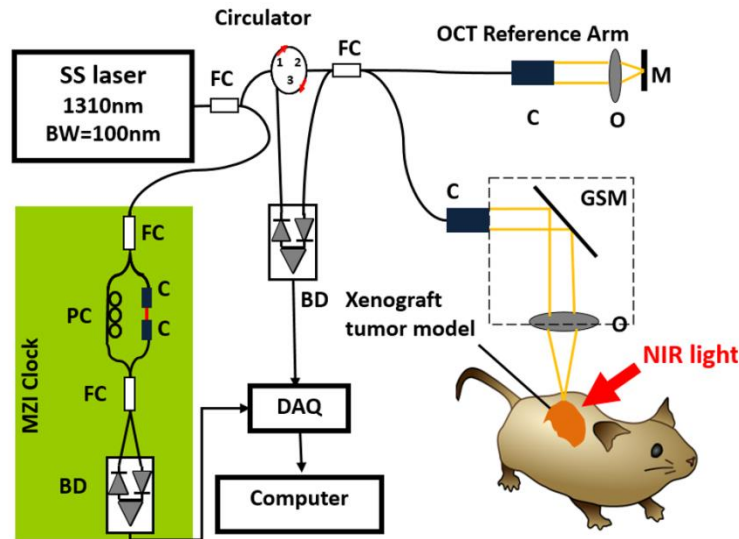 Circulator
OCT Reference Arm
SS laser
1310nm
BW=100nm
FC
1
2
3
FC
M
C
O
C
GSM
FC
PC
C
C
BD
Xenograft
tumor model
O
NIR light
FC
MZI Clock
DAQ
BD
Computer